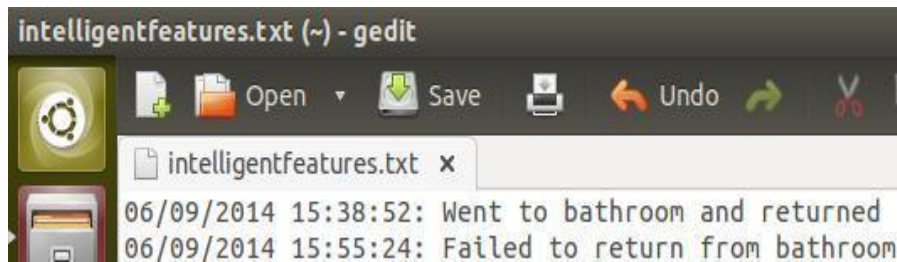 intelligentfeatures.txt (~) - gedit
Open Save Undo
intelligentfeatures.txt x
06/09/2014 15:38:52: Went to bathroom and returned
06/09/2014 15:55:24: Failed to return from bathroom